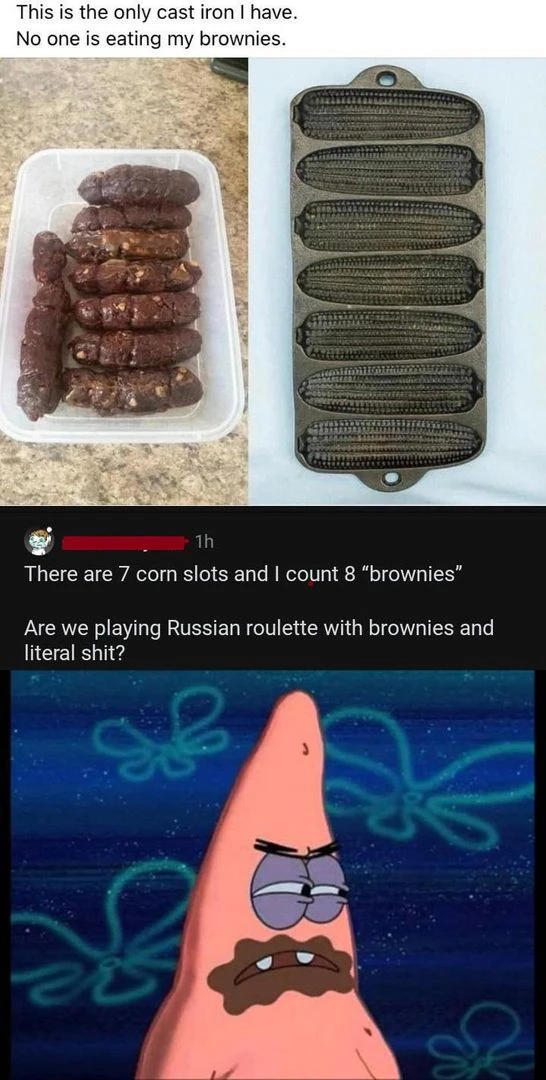 This is the only cast iron I have.
No one is eating my brownies.
1h
There are 7 corn slots and I count 8 “brownies”
Are we playing Russian roulette with brownies and
literal shit?